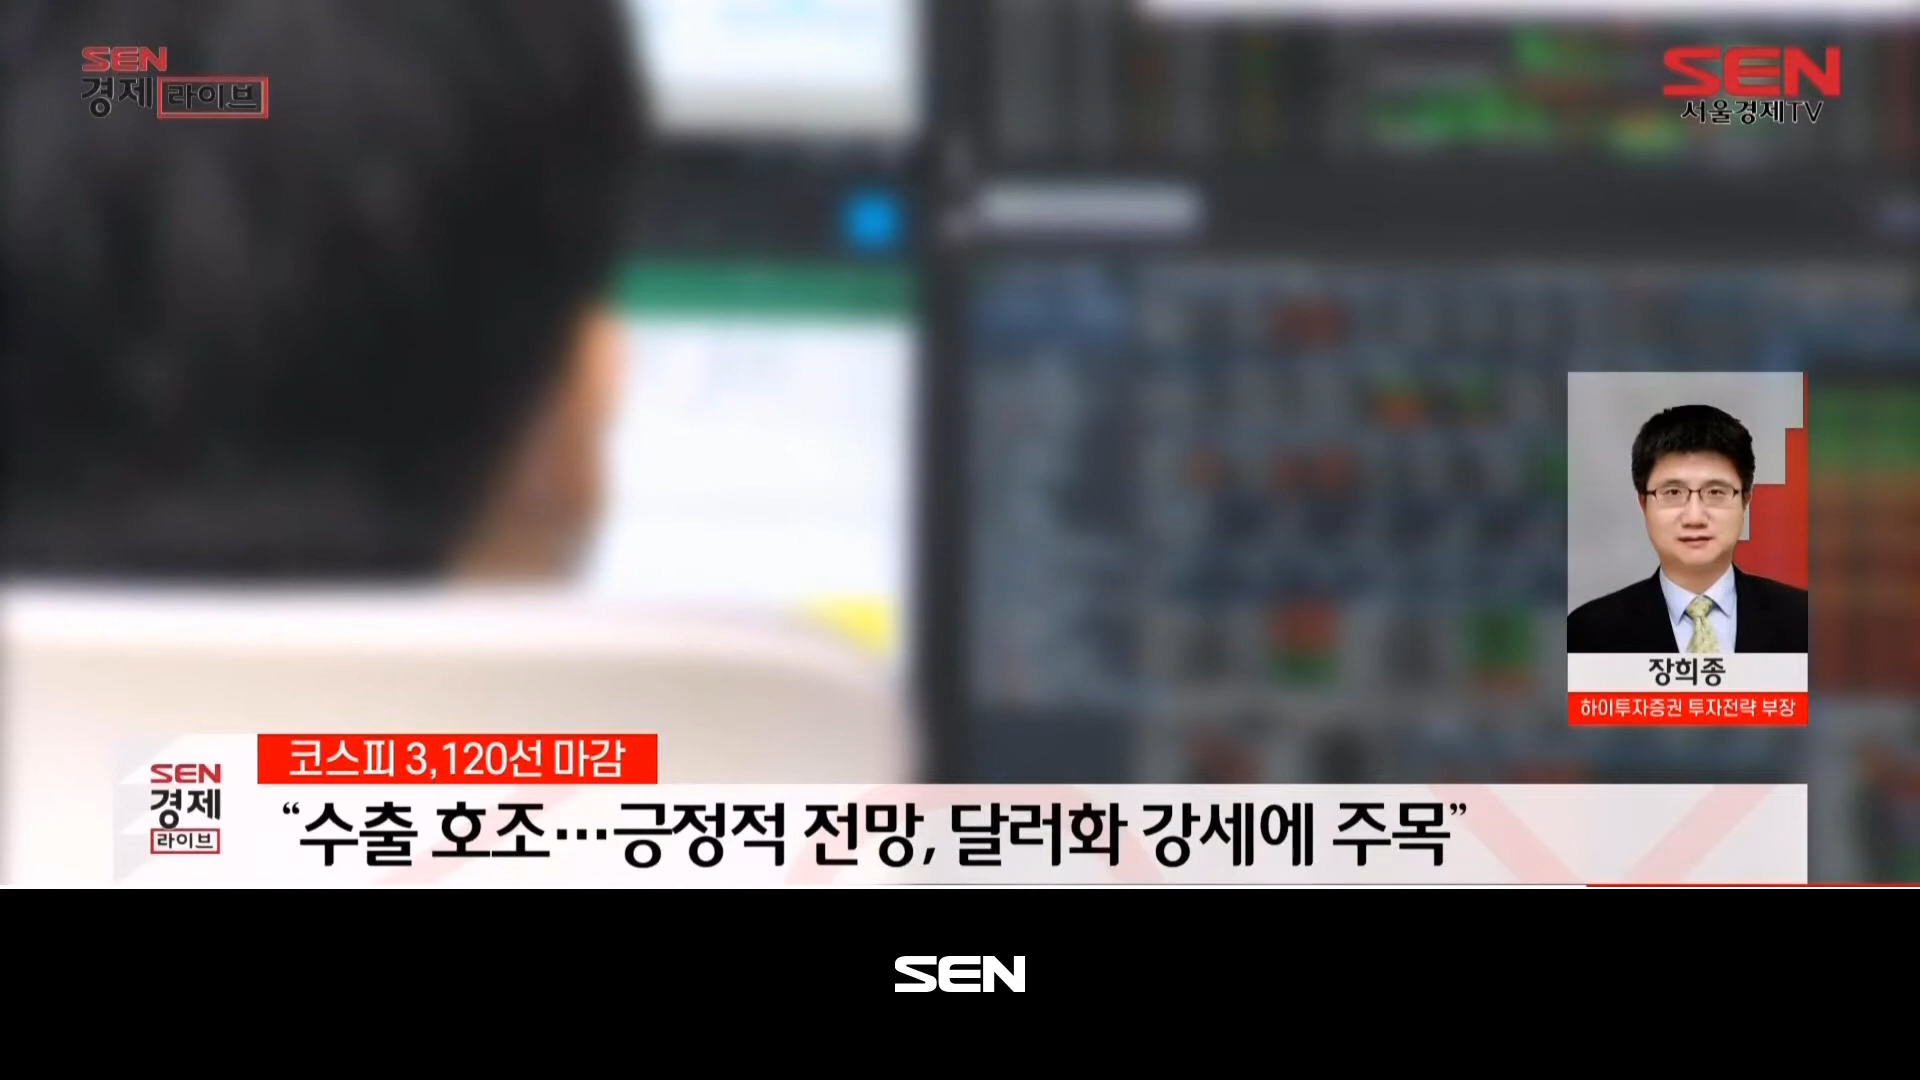 SEN
경제 라이브
SEN
서울경제TV
장희종
하이투자증권 투자전략 부장
코스피 3,120선 마감
SEN
경제
라이브
“수출 호조…긍정적 전망, 달러화 강세에 주목”
SEN